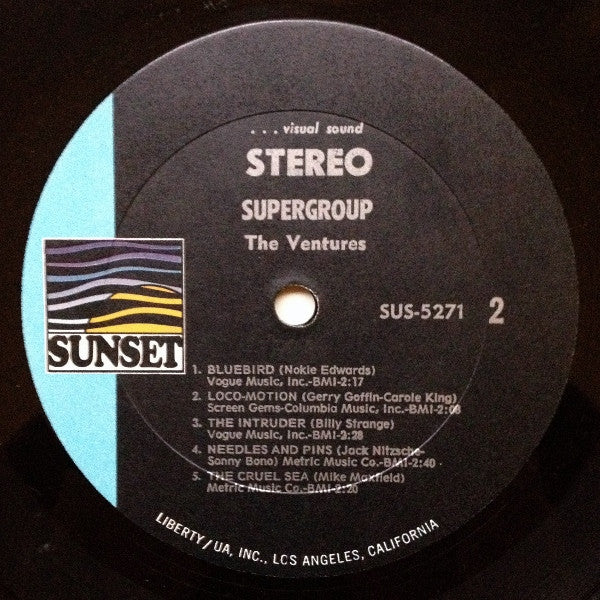 . . . visual sound
STEREO
SUPERGROUP
The Ventures
SUS-5271 2
SUNSET
1. BLUEBIRD (Nokie Edwards)
Vogue Music, Inc.-BMI-2:17
2. LOCO-MOTION (Gerry Goffin-Carole King)
Screen Gems-Columbia Music, Inc.-BMI-2:08
3. THE INTRUDER (Billy Strange)
Vogue Music, Inc.-BMI-2:28
4. NEEDLES AND PINS (Jack Nitzsche-
Sonny Bono) Metric Music Co.-BMI-2:40
5. THE CRUEL SEA (Mike Maxfield)
Metric Music Co.-BMI-2:20
LIBERTY/UA, INC., LOS ANGELES, CALIFORNIA